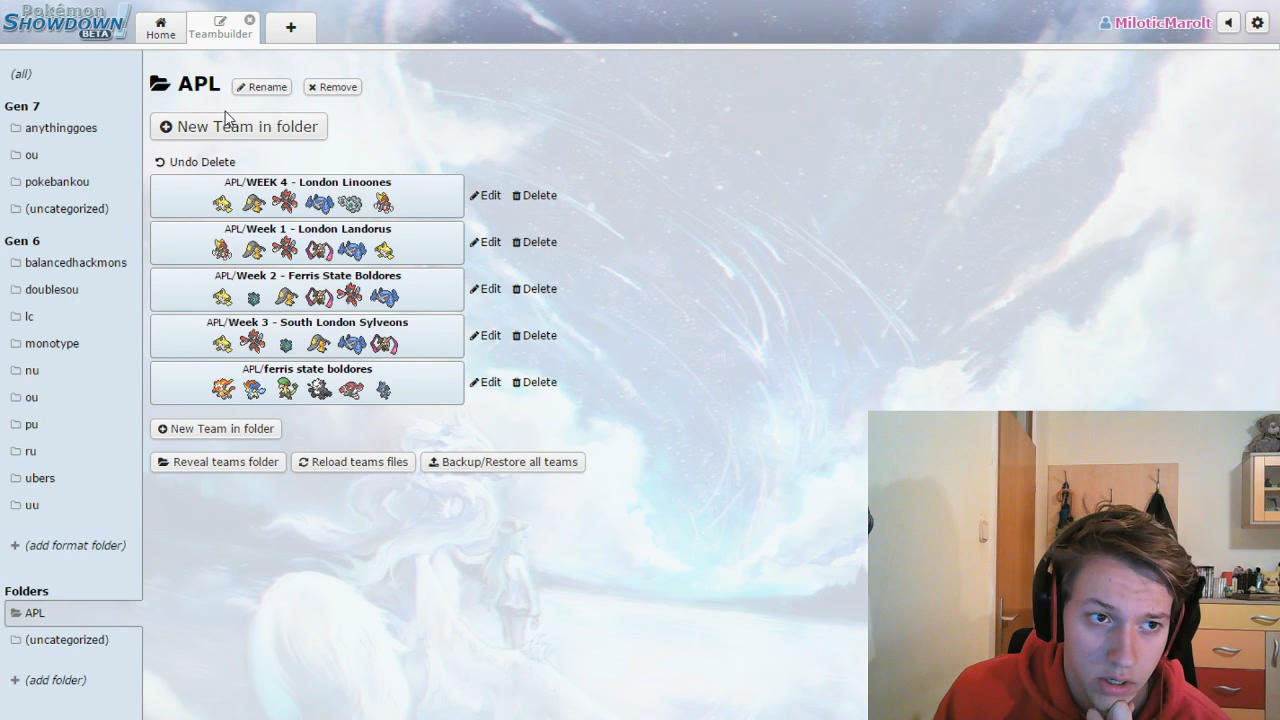 Pokémon
SHOWDOWN!
BETA
Home
Teambuilder
MiloticMarolt
(all)
Gen 7
anythinggoes
ou
pokebankou
(uncategorized)
Gen 6
balancedhackmons
doublesou
lc
monotype
nu
ou
pu
ru
ubers
uu
(add format folder)
Folders
APL
(uncategorized)
(add folder)
APL
Rename
Remove
New Team in folder
Undo Delete
APL/WEEK 4 - London Linoones
Edit
Delete
APL/Week 1 - London Landorus
Edit
Delete
APL/Week 2 - Ferris State Boldores
Edit
Delete
APL/Week 3 - South London Sylveons
Edit
Delete
APL/ferris state boldores
Edit
Delete
New Team in folder
Reveal teams folder
Reload teams files
Backup/Restore all teams